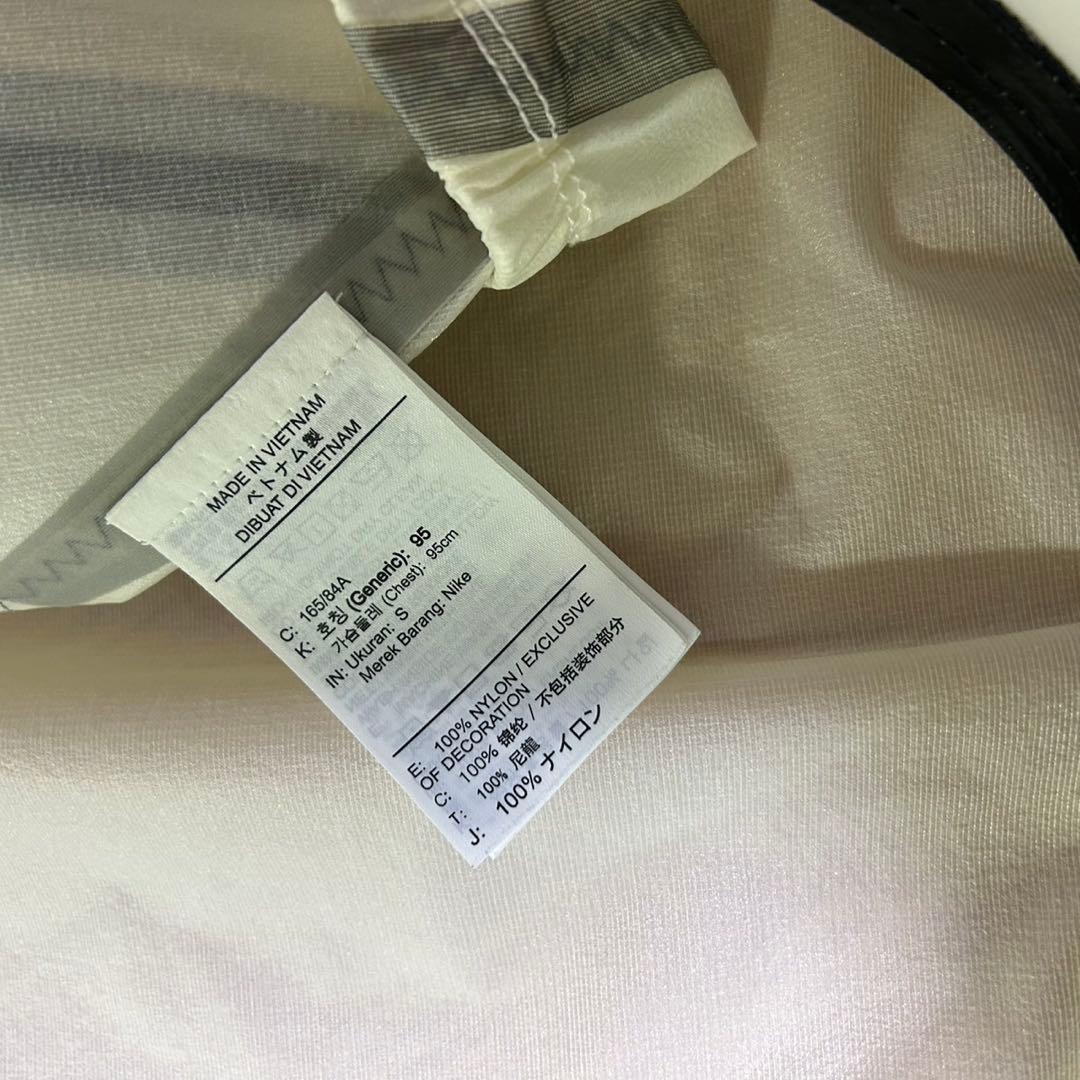 MADE IN VIETNAM
ベトナム製
DIBUAT DI VIETNAM
C: 165/84A
K: 호칭 (Generic): 95
가슴둘레 (Chest): 95cm
IN: Ukuran: S
Merek Barang: Nike
E: 100% NYLON / EXCLUSIVE
OF DECORATION
C: 100% 锦纶 / 不包括装饰部分
T: 100% 尼龍
J: 100% ナイロン